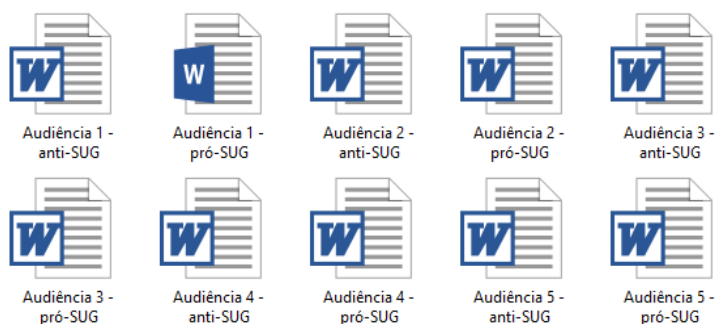 W
W
W
W
W
Audiência 1 -
anti-SUG
Audiência 1 -
pró-SUG
Audiência 2 -
anti-SUG
Audiência 2 -
pró-SUG
Audiência 3 -
anti-SUG
W
W
W
W
W
Audiência 3 -
pró-SUG
Audiência 4 -
anti-SUG
Audiência 4 -
pró-SUG
Audiência 5 -
anti-SUG
Audiência 5 -
pró-SUG